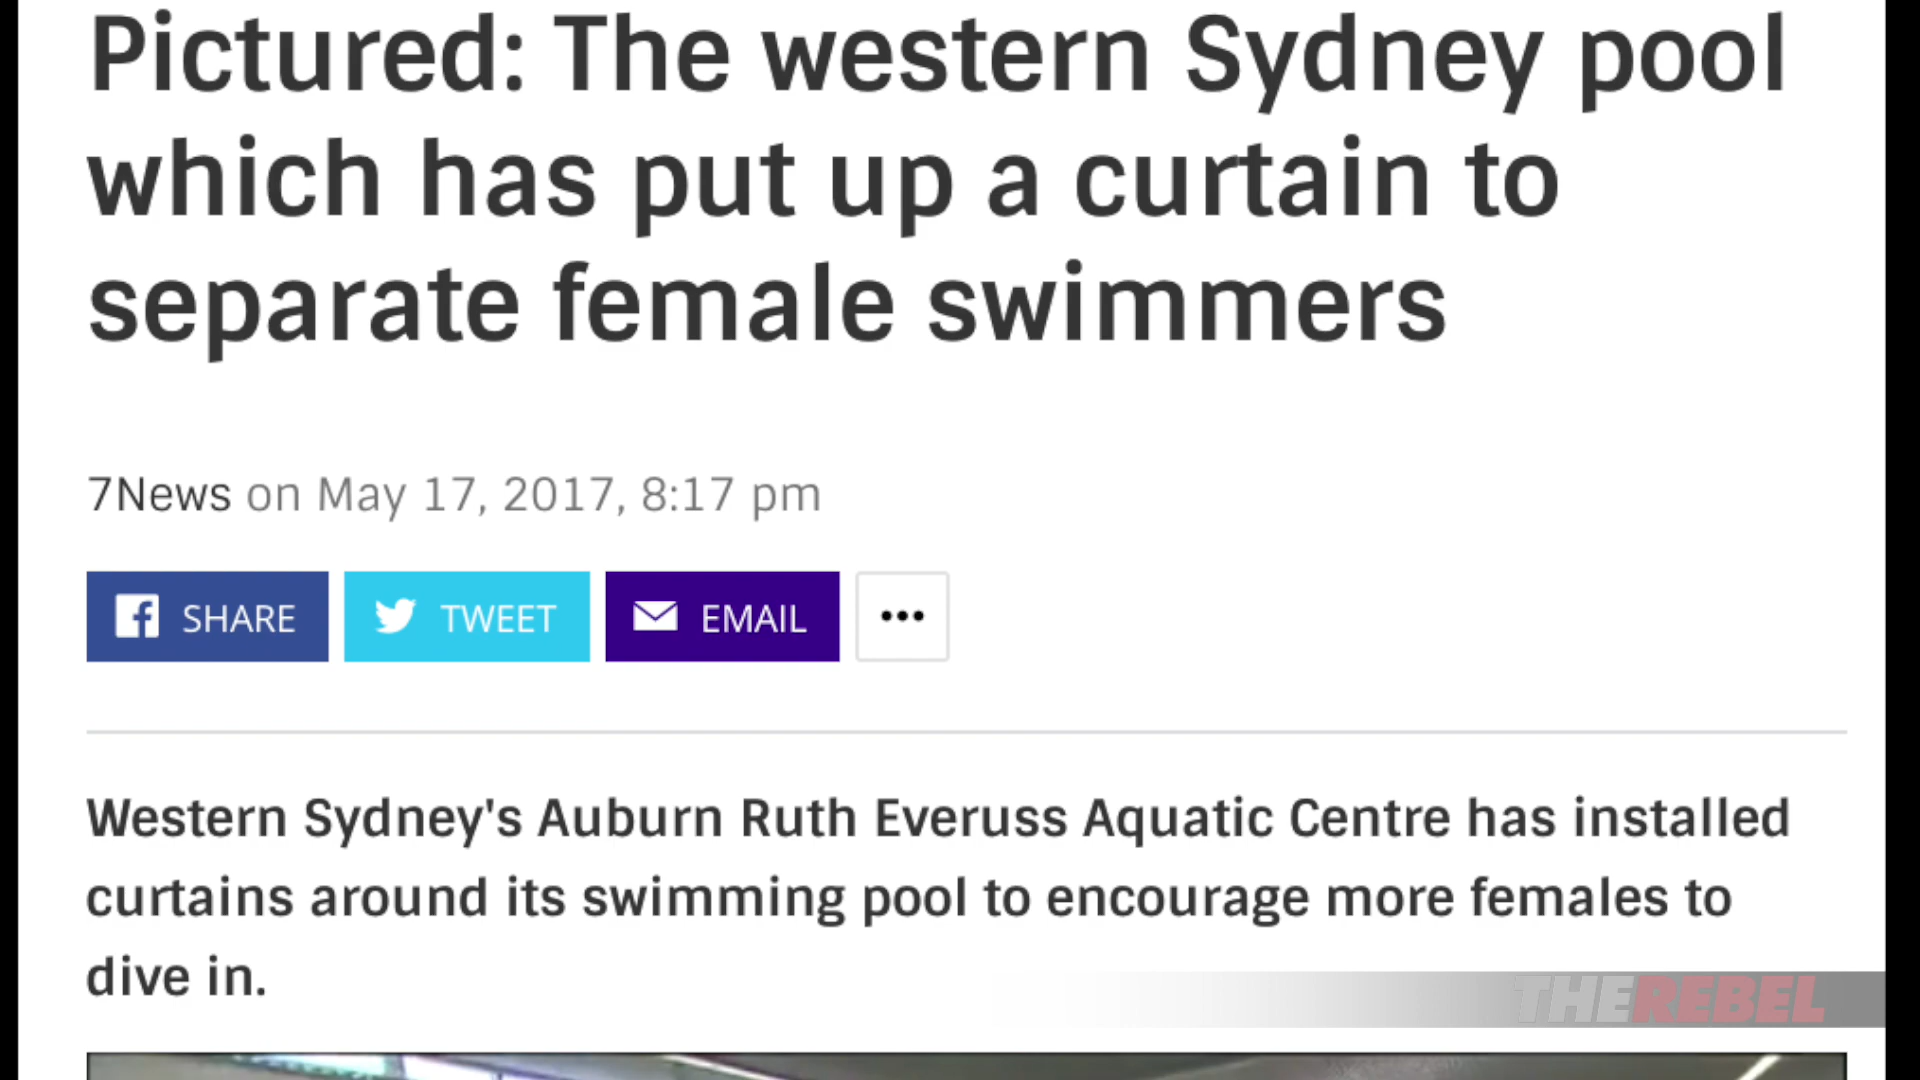 Pictured: The western Sydney pool
which has put up a curtain to
separate female swimmers
7News on May 17, 2017, 8:17 pm
SHARE TWEET EMAIL •••
Western Sydney's Auburn Ruth Everuss Aquatic Centre has installed
curtains around its swimming pool to encourage more females to
dive in.
THEREBEL